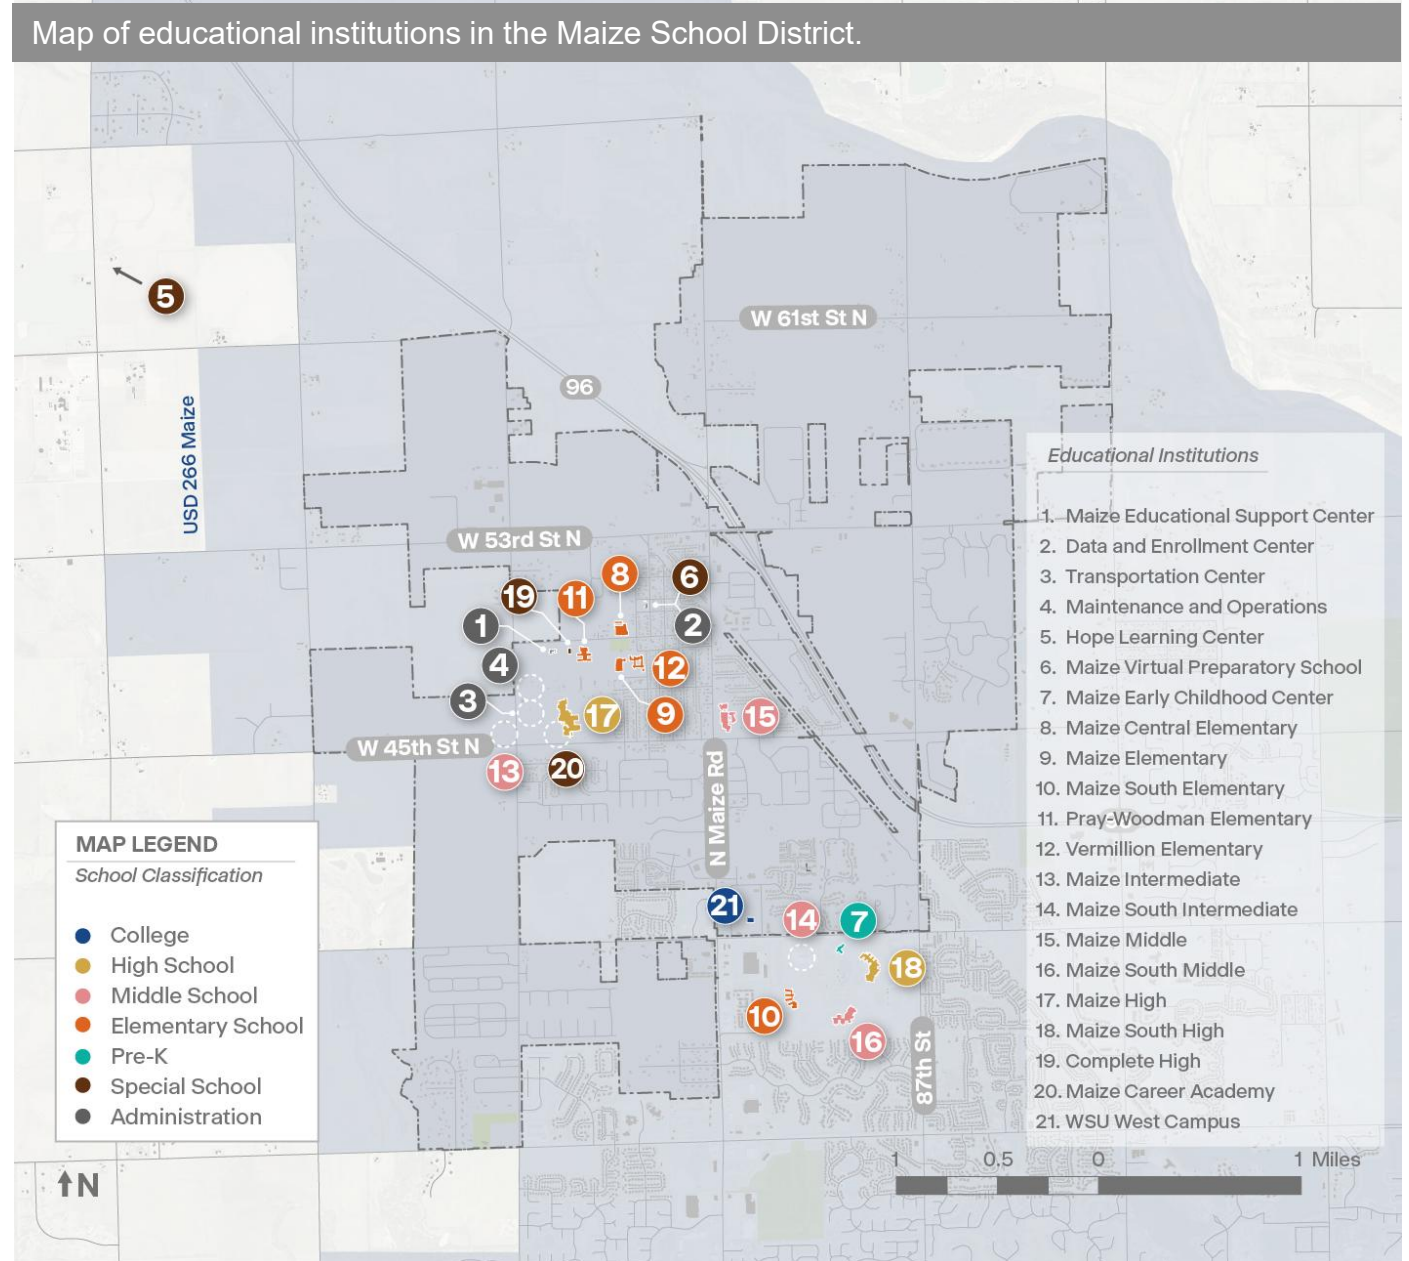 Map of educational institutions in the Maize School District.
W 61st St N
5
96
USD 266 Maize
Educational Institutions
1. Maize Educational Support Center
2. Data and Enrollment Center
3. Transportation Center
4. Maintenance and Operations
5. Hope Learning Center
6. Maize Virtual Preparatory School
7. Maize Early Childhood Center
8. Maize Central Elementary
9. Maize Elementary
10. Maize South Elementary
11. Pray-Woodman Elementary
12. Vermillion Elementary
13. Maize Intermediate
14. Maize South Intermediate
15. Maize Middle
16. Maize South Middle
17. Maize High
18. Maize South High
19. Complete High
20. Maize Career Academy
21. WSU West Campus
W 53rd St N
8
6
19
11
1
2
4
12
3
17
9
15
W 45th St N
13
20
N Maize Rd
MAP LEGEND
School Classification
College
High School
Middle School
Elementary School
Pre-K
Special School
Administration
21
14
7
18
10
16
87th St
N
1 0.5 0 1 Miles